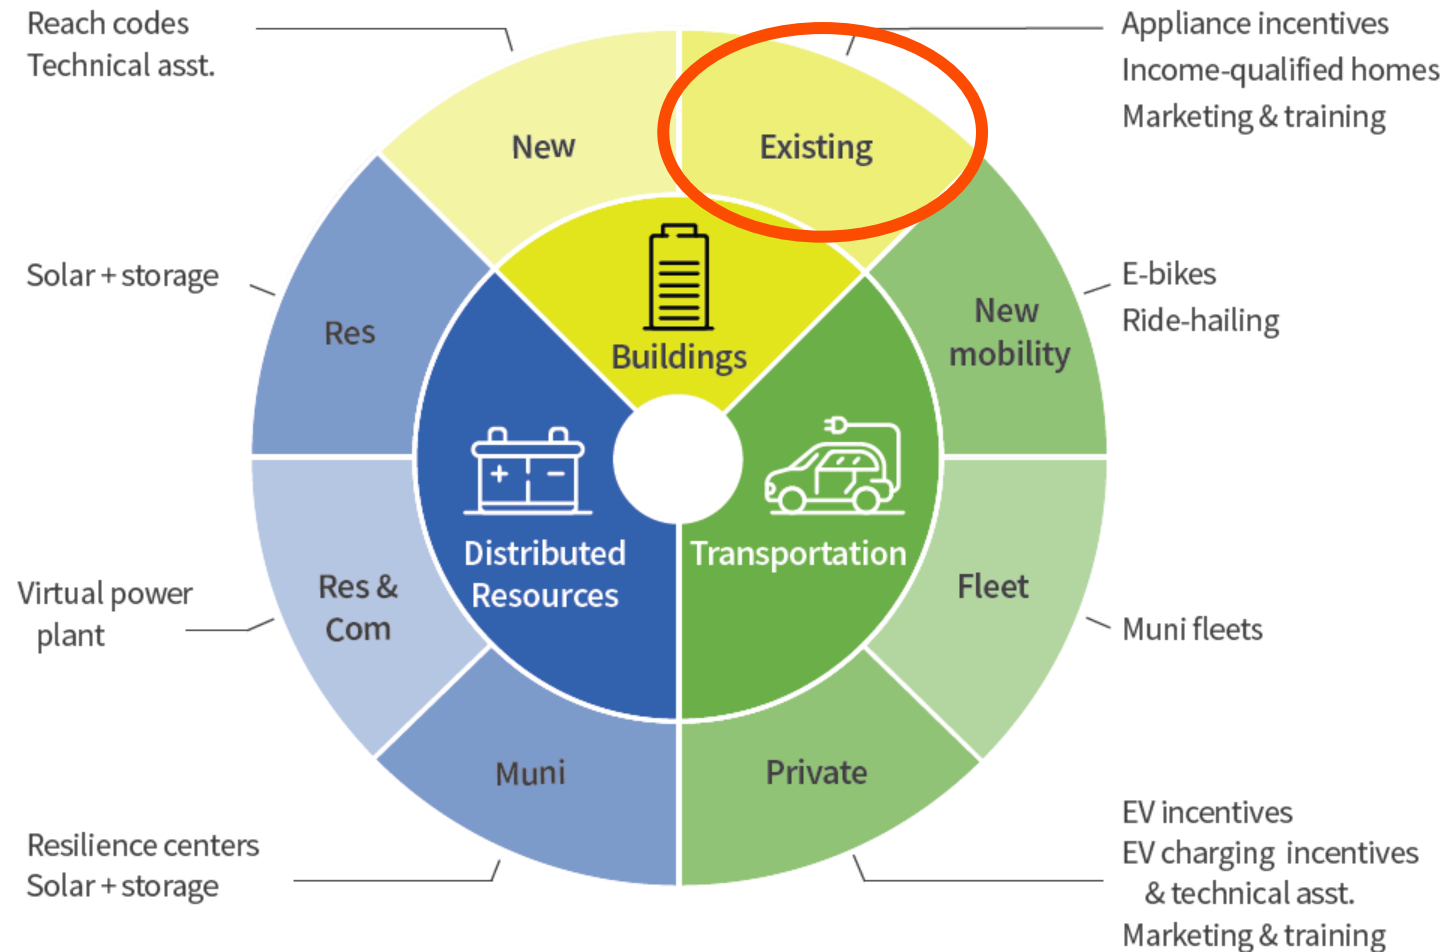 Reach codes
Technical asst.
Appliance incentives
Income-qualified homes
Marketing & training
New
Existing
Solar + storage
Res
Buildings
New
mobility
E-bikes
Ride-hailing
+ -
Distributed
Resources
Transportation
Virtual power
plant
Res &
Com
Fleet
Muni fleets
Muni
Private
Resilience centers
Solar + storage
EV incentives
EV charging incentives
& technical asst.
Marketing & training